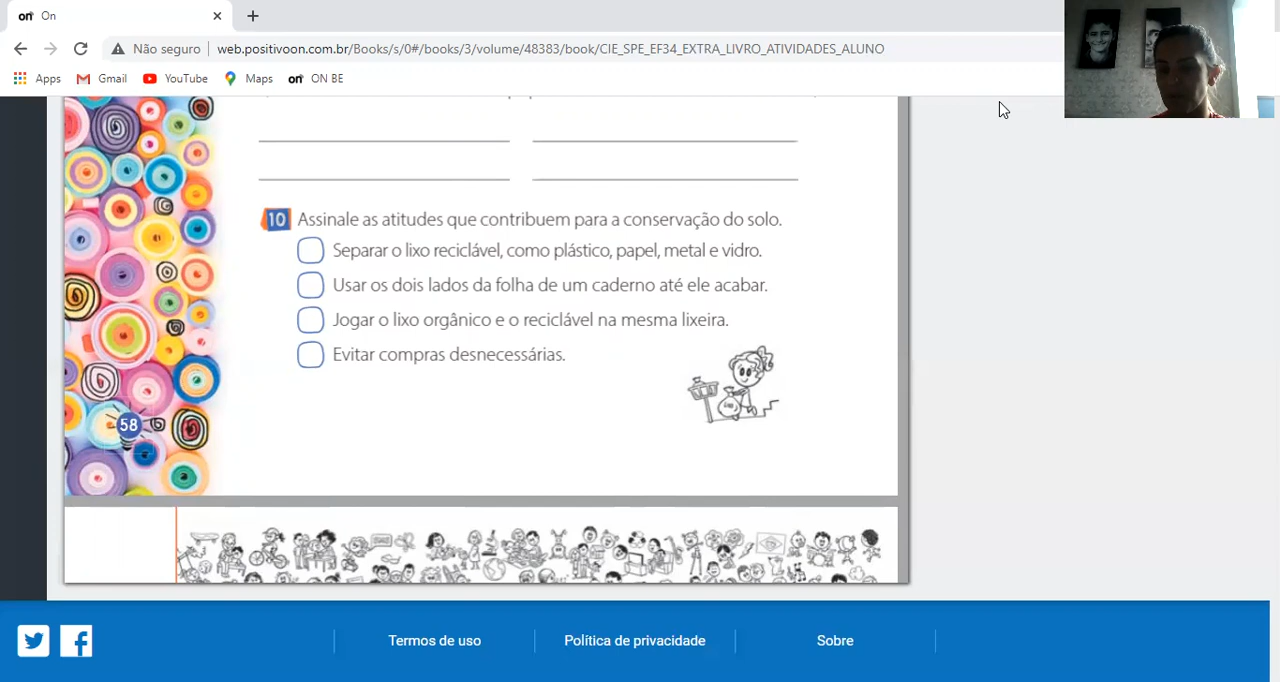 on On
Não seguro web.positivoon.com.br/Books/s/0#/books/3/volume/48383/book/CIE_SPE_EF34_EXTRA_LIVRO_ATIVIDADES_ALUNO
Apps Gmail YouTube Maps on ON BE
10 Assinale as atitudes que contribuem para a conservação do solo.
Separar o lixo reciclável, como plástico, papel, metal e vidro.
Usar os dois lados da folha de um caderno até ele acabar.
Jogar o lixo orgânico e o reciclável na mesma lixeira.
Evitar compras desnecessárias.
58
Termos de uso Política de privacidade Sobre